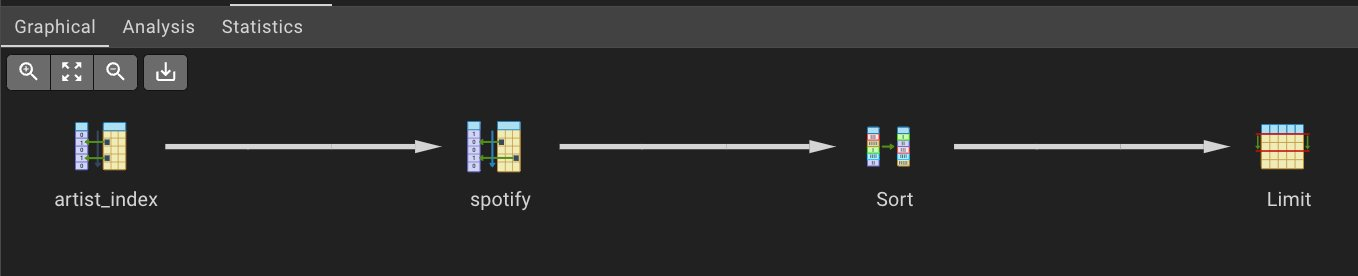 Graphical Analysis Statistics
artist_index spotify Sort Limit